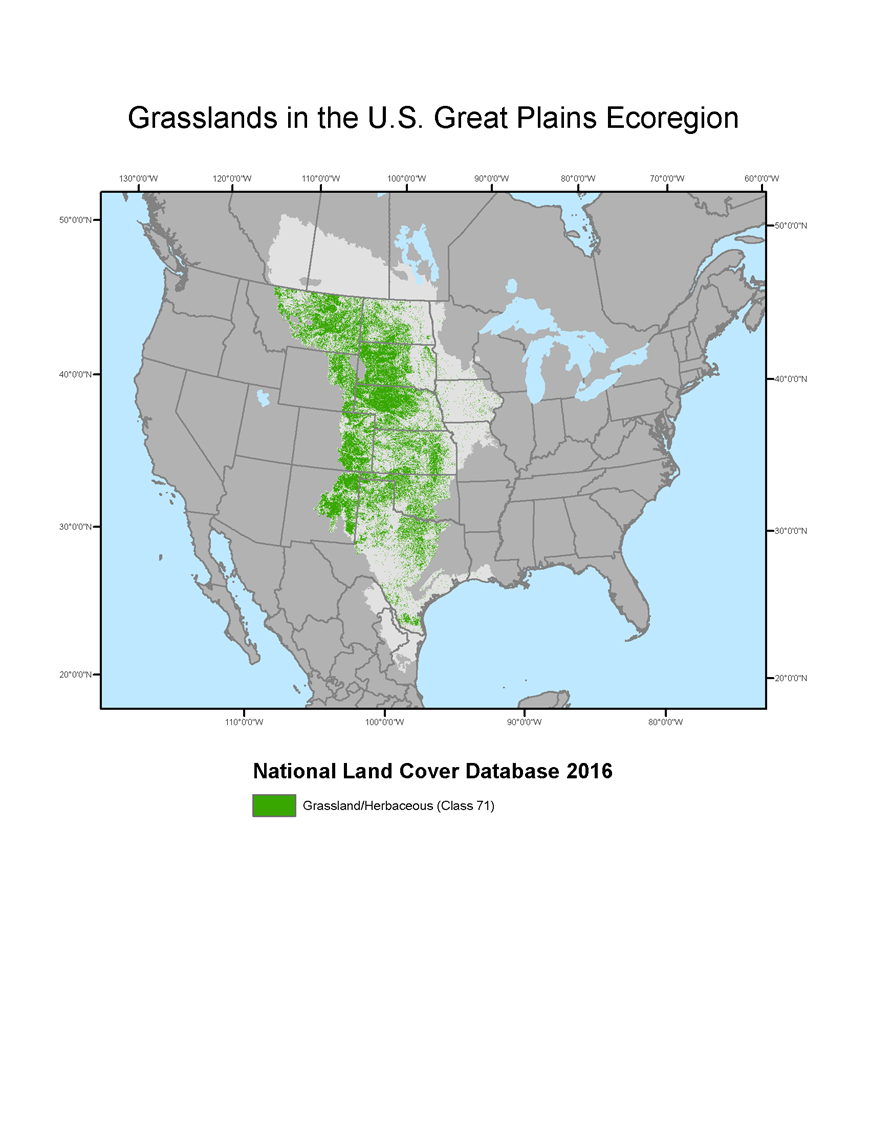 Grasslands in the U.S. Great Plains Ecoregion
130°0'0"W 120°0'0"W 110°0'0"W 100°0'0"W 90°0'0"W 80°0'0"W 70°0'0"W 60°0'0"W
50°0'0"N 50°0'0"N
40°0'0"N 40°0'0"N
30°0'0"N 30°0'0"N
20°0'0"N 20°0'0"N
110°0'0"W 100°0'0"W 90°0'0"W 80°0'0"W
National Land Cover Database 2016
Grassland/Herbaceous (Class 71)